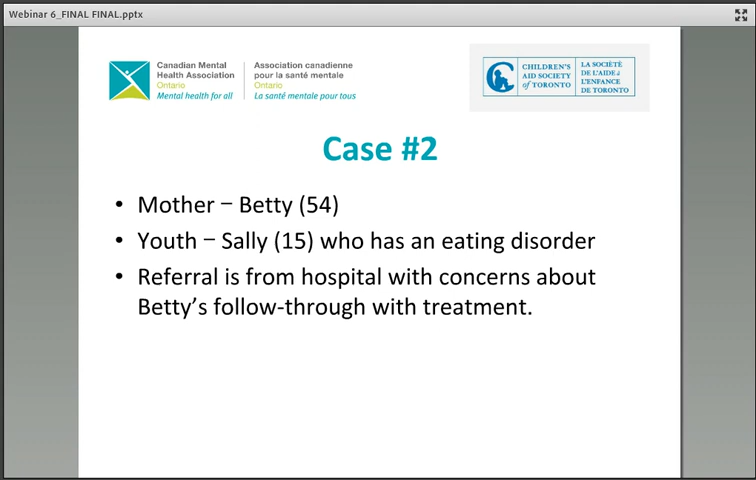 Webinar 6_FINAL FINAL.pptx
Canadian Mental
Health Association
Ontario
Mental health for all
Association canadienne
pour la santé mentale
Ontario
La santé mentale pour tous
CHILDREN'S
AID SOCIETY
of TORONTO
LA SOCIÉTÉ
DE L'AIDE à
L'ENFANCE
DE TORONTO
Case #2
• Mother – Betty (54)
• Youth – Sally (15) who has an eating disorder
• Referral is from hospital with concerns about
Betty's follow-through with treatment.